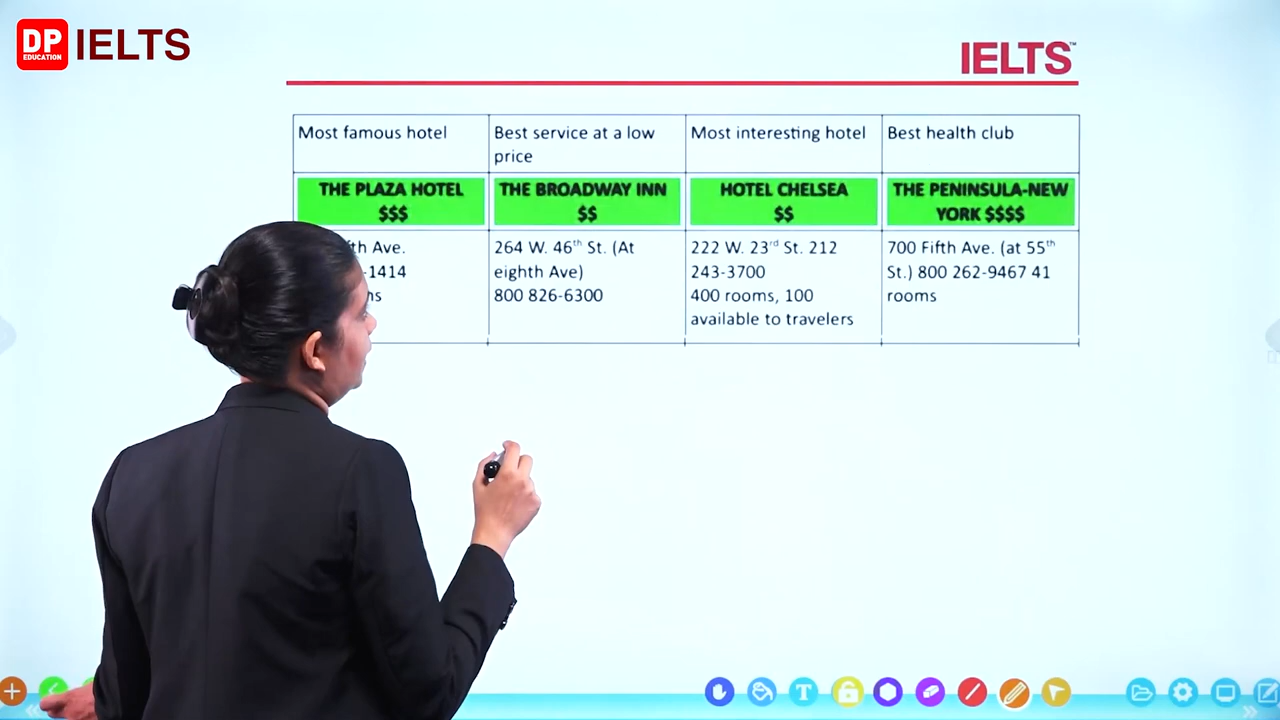 DP
EDUCATION
IELTS
IELTS™
Most famous hotel
Best service at a low
price
Most interesting hotel
Best health club
THE PLAZA HOTEL
$$$
THE BROADWAY INN
$$
HOTEL CHELSEA
$$
THE PENINSULA-NEW
YORK $$$$
Ave.
-1414
264 W. 46th St. (At
eighth Ave)
800 826-6300
222 W. 23rd St. 212
243-3700
400 rooms, 100
available to travelers
700 Fifth Ave. (at 55th
St.) 800 262-9467 41
rooms